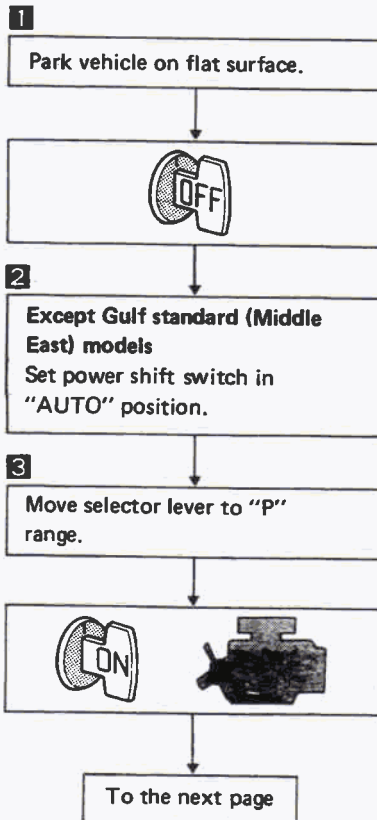 1
Park vehicle on flat surface.
OFF
2
Except Gulf standard (Middle
East) models
Set power shift switch in
"AUTO" position.
3
Move selector lever to "P"
range.
ON
To the next page